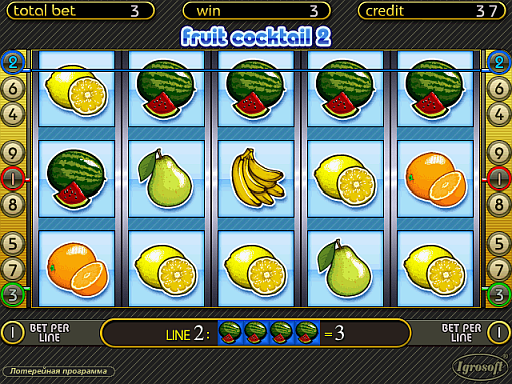 total bet 3 win 3 credit 37
fruit cocktail 2
2 2
6 6
4 4
9 9
1 1
8 8
5 5
7 7
3 3
1 BET PER LINE LINE 2: = 3 BET PER LINE 1
Лотерейная программа
Igrosoft®